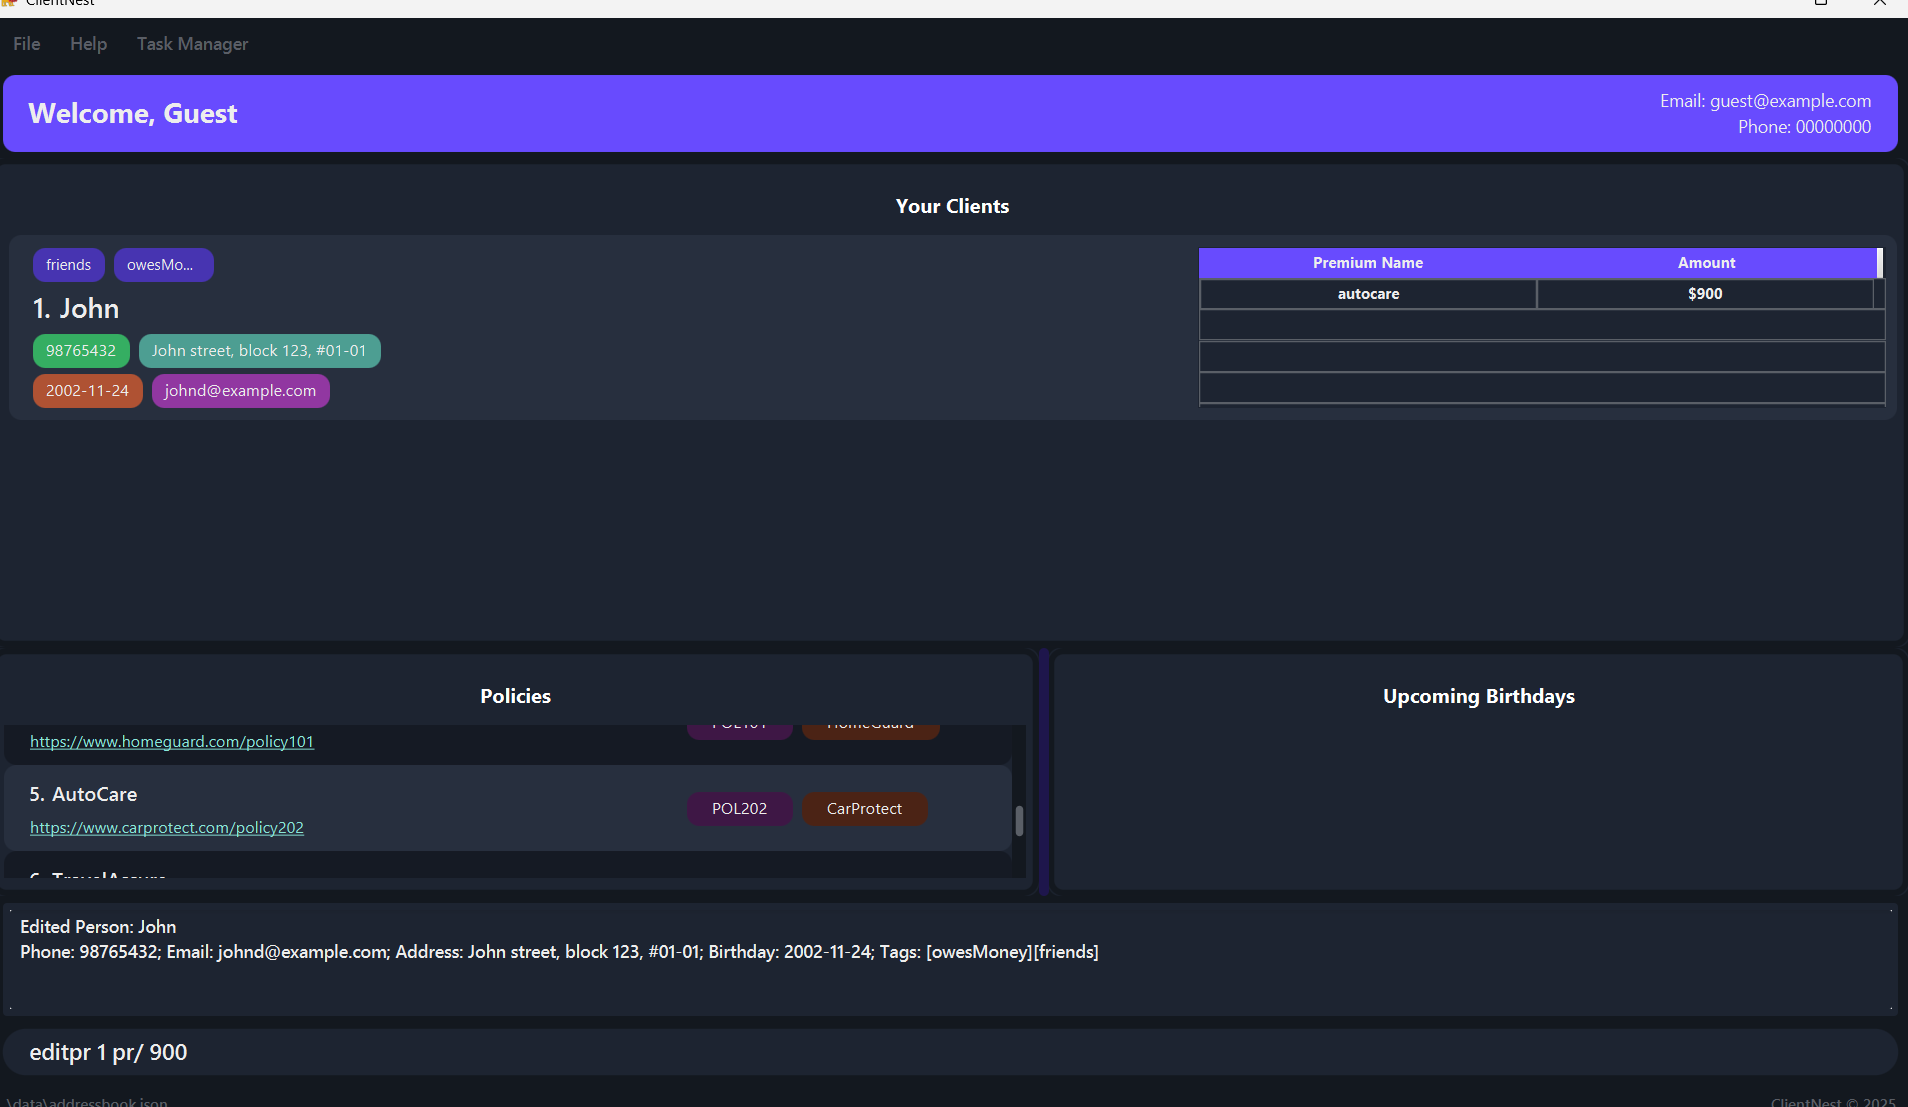 ClientNest
File Help Task Manager
Welcome, Guest
Email: guest@example.com
Phone: 00000000
Your Clients
friends owesMo...
1. John
98765432 John street, block 123, #01-01
2002-11-24 johnd@example.com
Premium Name Amount
autocare $900
Policies
POL101 HomeGuard
https://www.homeguard.com/policy101
5. AutoCare
POL202 CarProtect
https://www.carprotect.com/policy202
6. TravelAssure
Upcoming Birthdays
Edited Person: John
Phone: 98765432; Email: johnd@example.com; Address: John street, block 123, #01-01; Birthday: 2002-11-24; Tags: [owesMoney][friends]
editpr 1 pr/ 900
.\data\addressbook.json
ClientNest © 2025